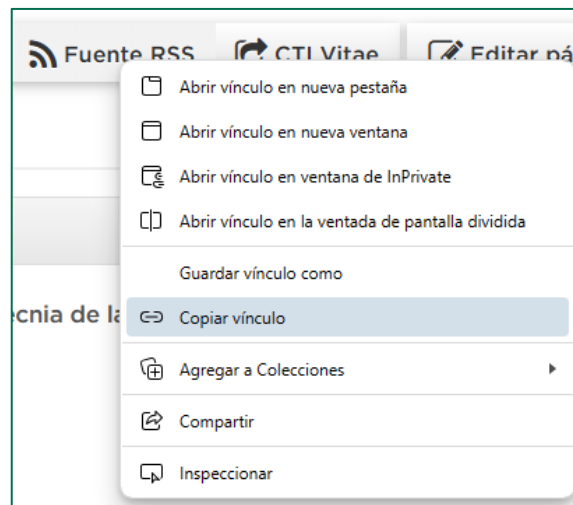 Fuente RSS CTI Vitae Editar pá
Abrir vínculo en nueva pestaña
Abrir vínculo en nueva ventana
Abrir vínculo en ventana de InPrivate
Abrir vínculo en la ventada de pantalla dividida
Guardar vínculo como
ecnia de la
Copiar vínculo
Agregar a Colecciones
Compartir
Inspeccionar